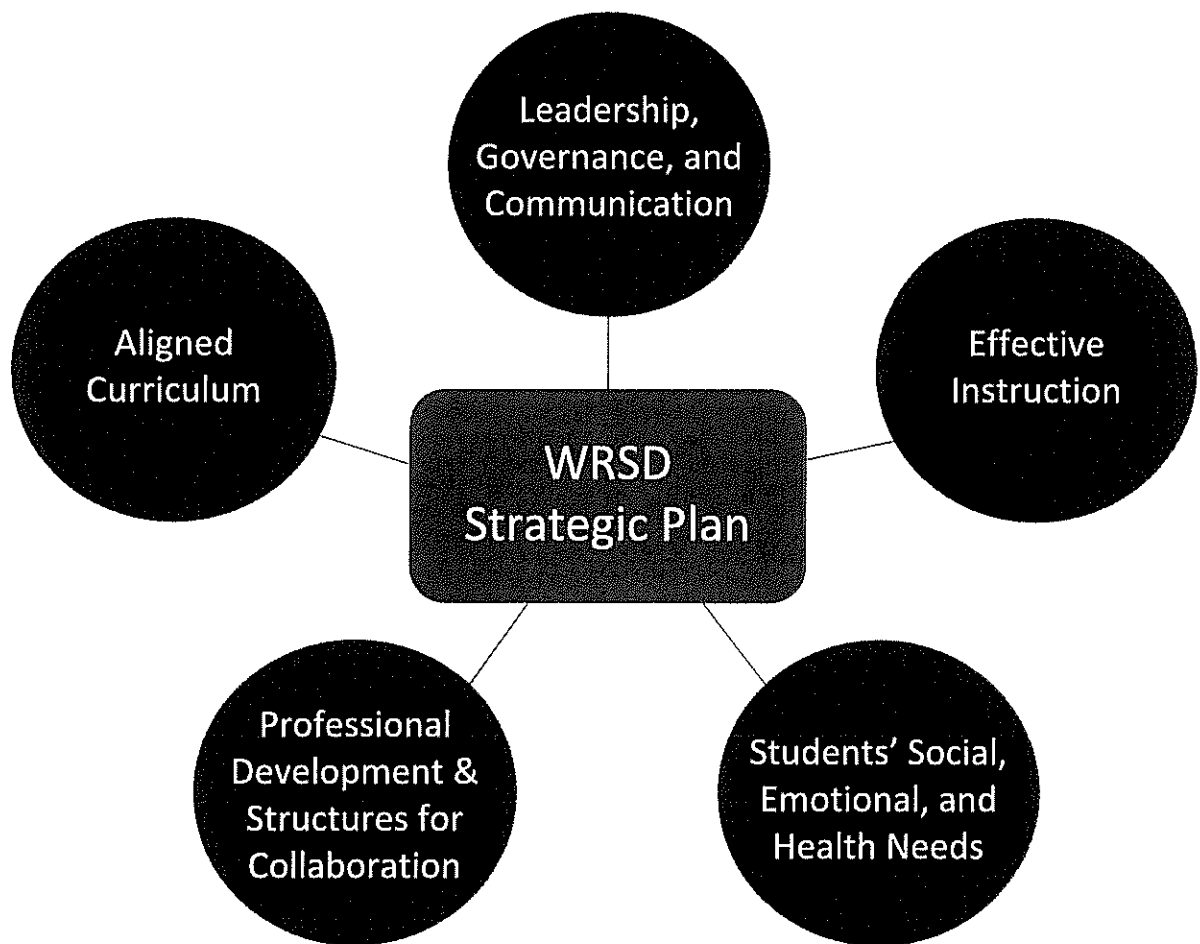 Leadership,
Governance, and
Communication
Aligned
Curriculum
Effective
Instruction
WRSD
Strategic Plan
Professional
Development &
Structures for
Collaboration
Students’ Social,
Emotional, and
Health Needs